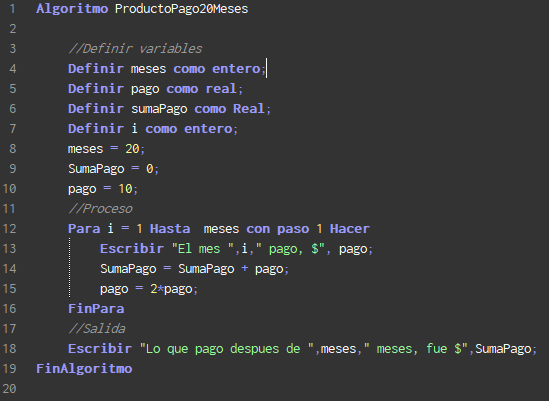 1 Algoritmo ProductoPago20Meses
2
3 //Definir variables
4 Definir meses como entero;
5 Definir pago como real;
6 Definir sumaPago como Real;
7 Definir i como entero;
8 meses = 20;
9 SumaPago = 0;
10 pago = 10;
11 //Proceso
12 Para i = 1 Hasta  meses con paso 1 Hacer
13 Escribir "El mes ",i," pago, $", pago;
14 SumaPago = SumaPago + pago;
15 pago = 2*pago;
16 FinPara
17 //Salida
18 Escribir "Lo que pago despues de ",meses," meses, fue $",SumaPago;
19 FinAlgoritmo
20